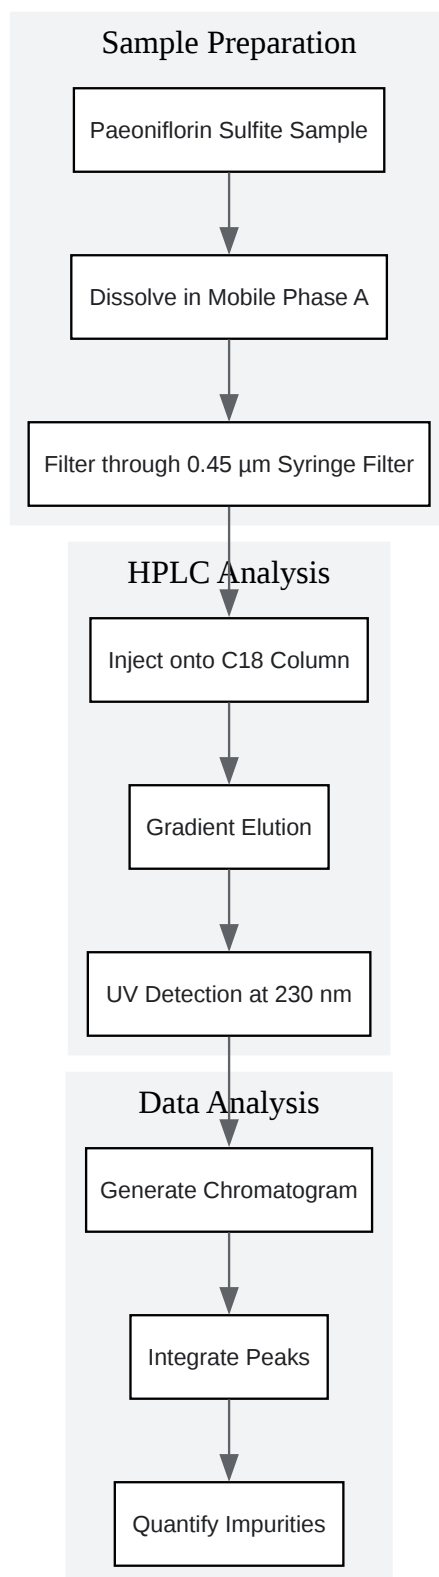 Sample Preparation
Paeoniflorin Sulfite Sample
Dissolve in Mobile Phase A
Filter through 0.45 µm Syringe Filter
HPLC Analysis
Inject onto C18 Column
Gradient Elution
UV Detection at 230 nm
Data Analysis
Generate Chromatogram
Integrate Peaks
Quantify Impurities